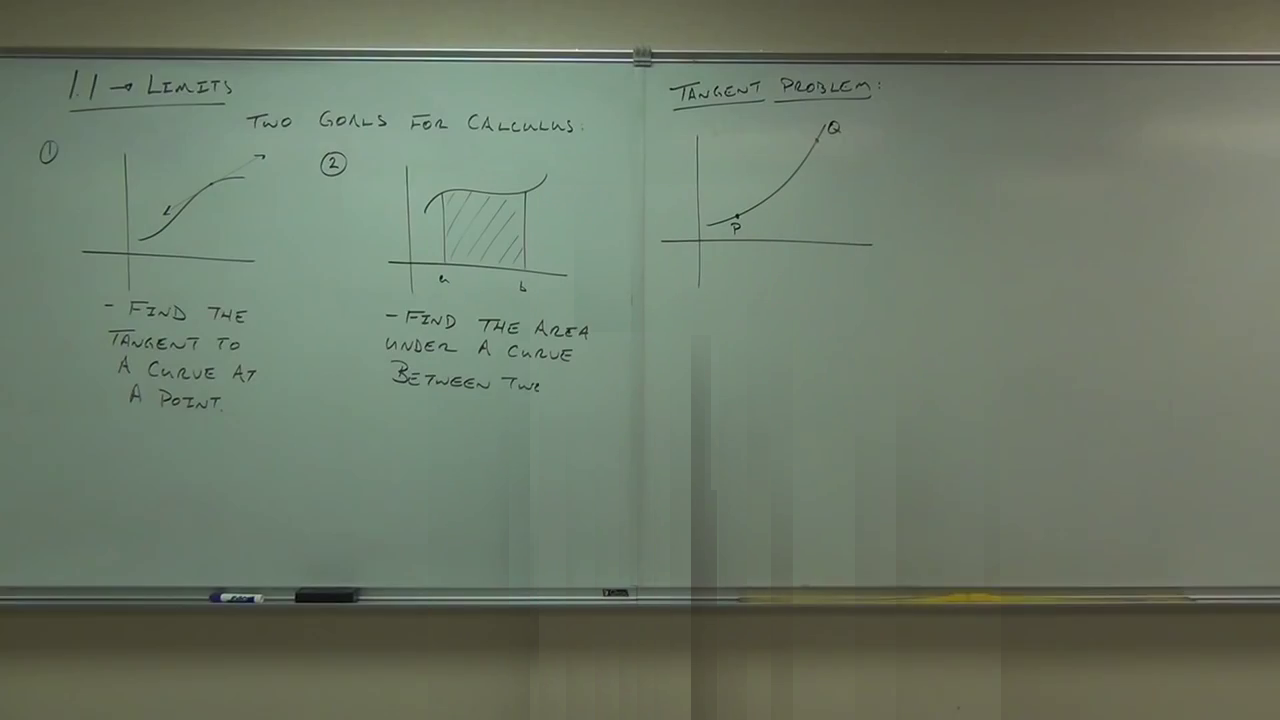 1.1 → LIMITS
TWO GOALS FOR CALCULUS:
①
②
a
b
- FIND THE
TANGENT TO
A CURVE AT
A POINT.
- FIND THE AREA
UNDER A CURVE
BETWEEN TWO
TANGENT PROBLEM:
Q
P